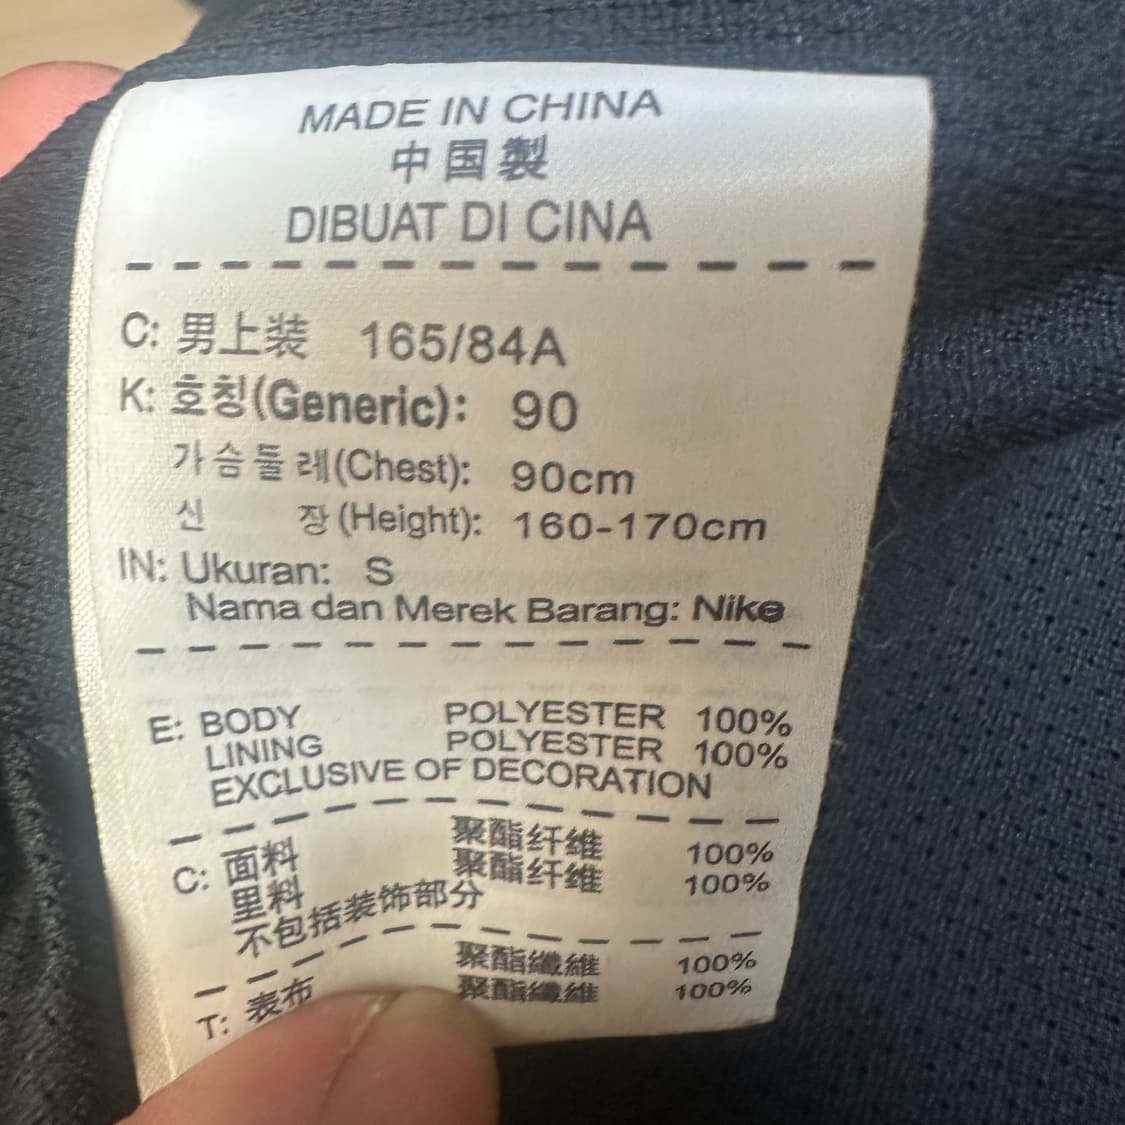 MADE IN CHINA
中国製
DIBUAT DI CINA
C: 男上装 165/84A
K: 호칭(Generic): 90
가슴둘레(Chest): 90cm
신 장(Height): 160-170cm
IN: Ukuran: S
Nama dan Merek Barang: Nike
E: BODY POLYESTER 100%
LINING POLYESTER 100%
EXCLUSIVE OF DECORATION
C: 面料 聚酯纤维 100%
里料 聚酯纤维 100%
不包括装饰部分
T: 表布 聚酯纖維 100%
聚酯纖維 100%